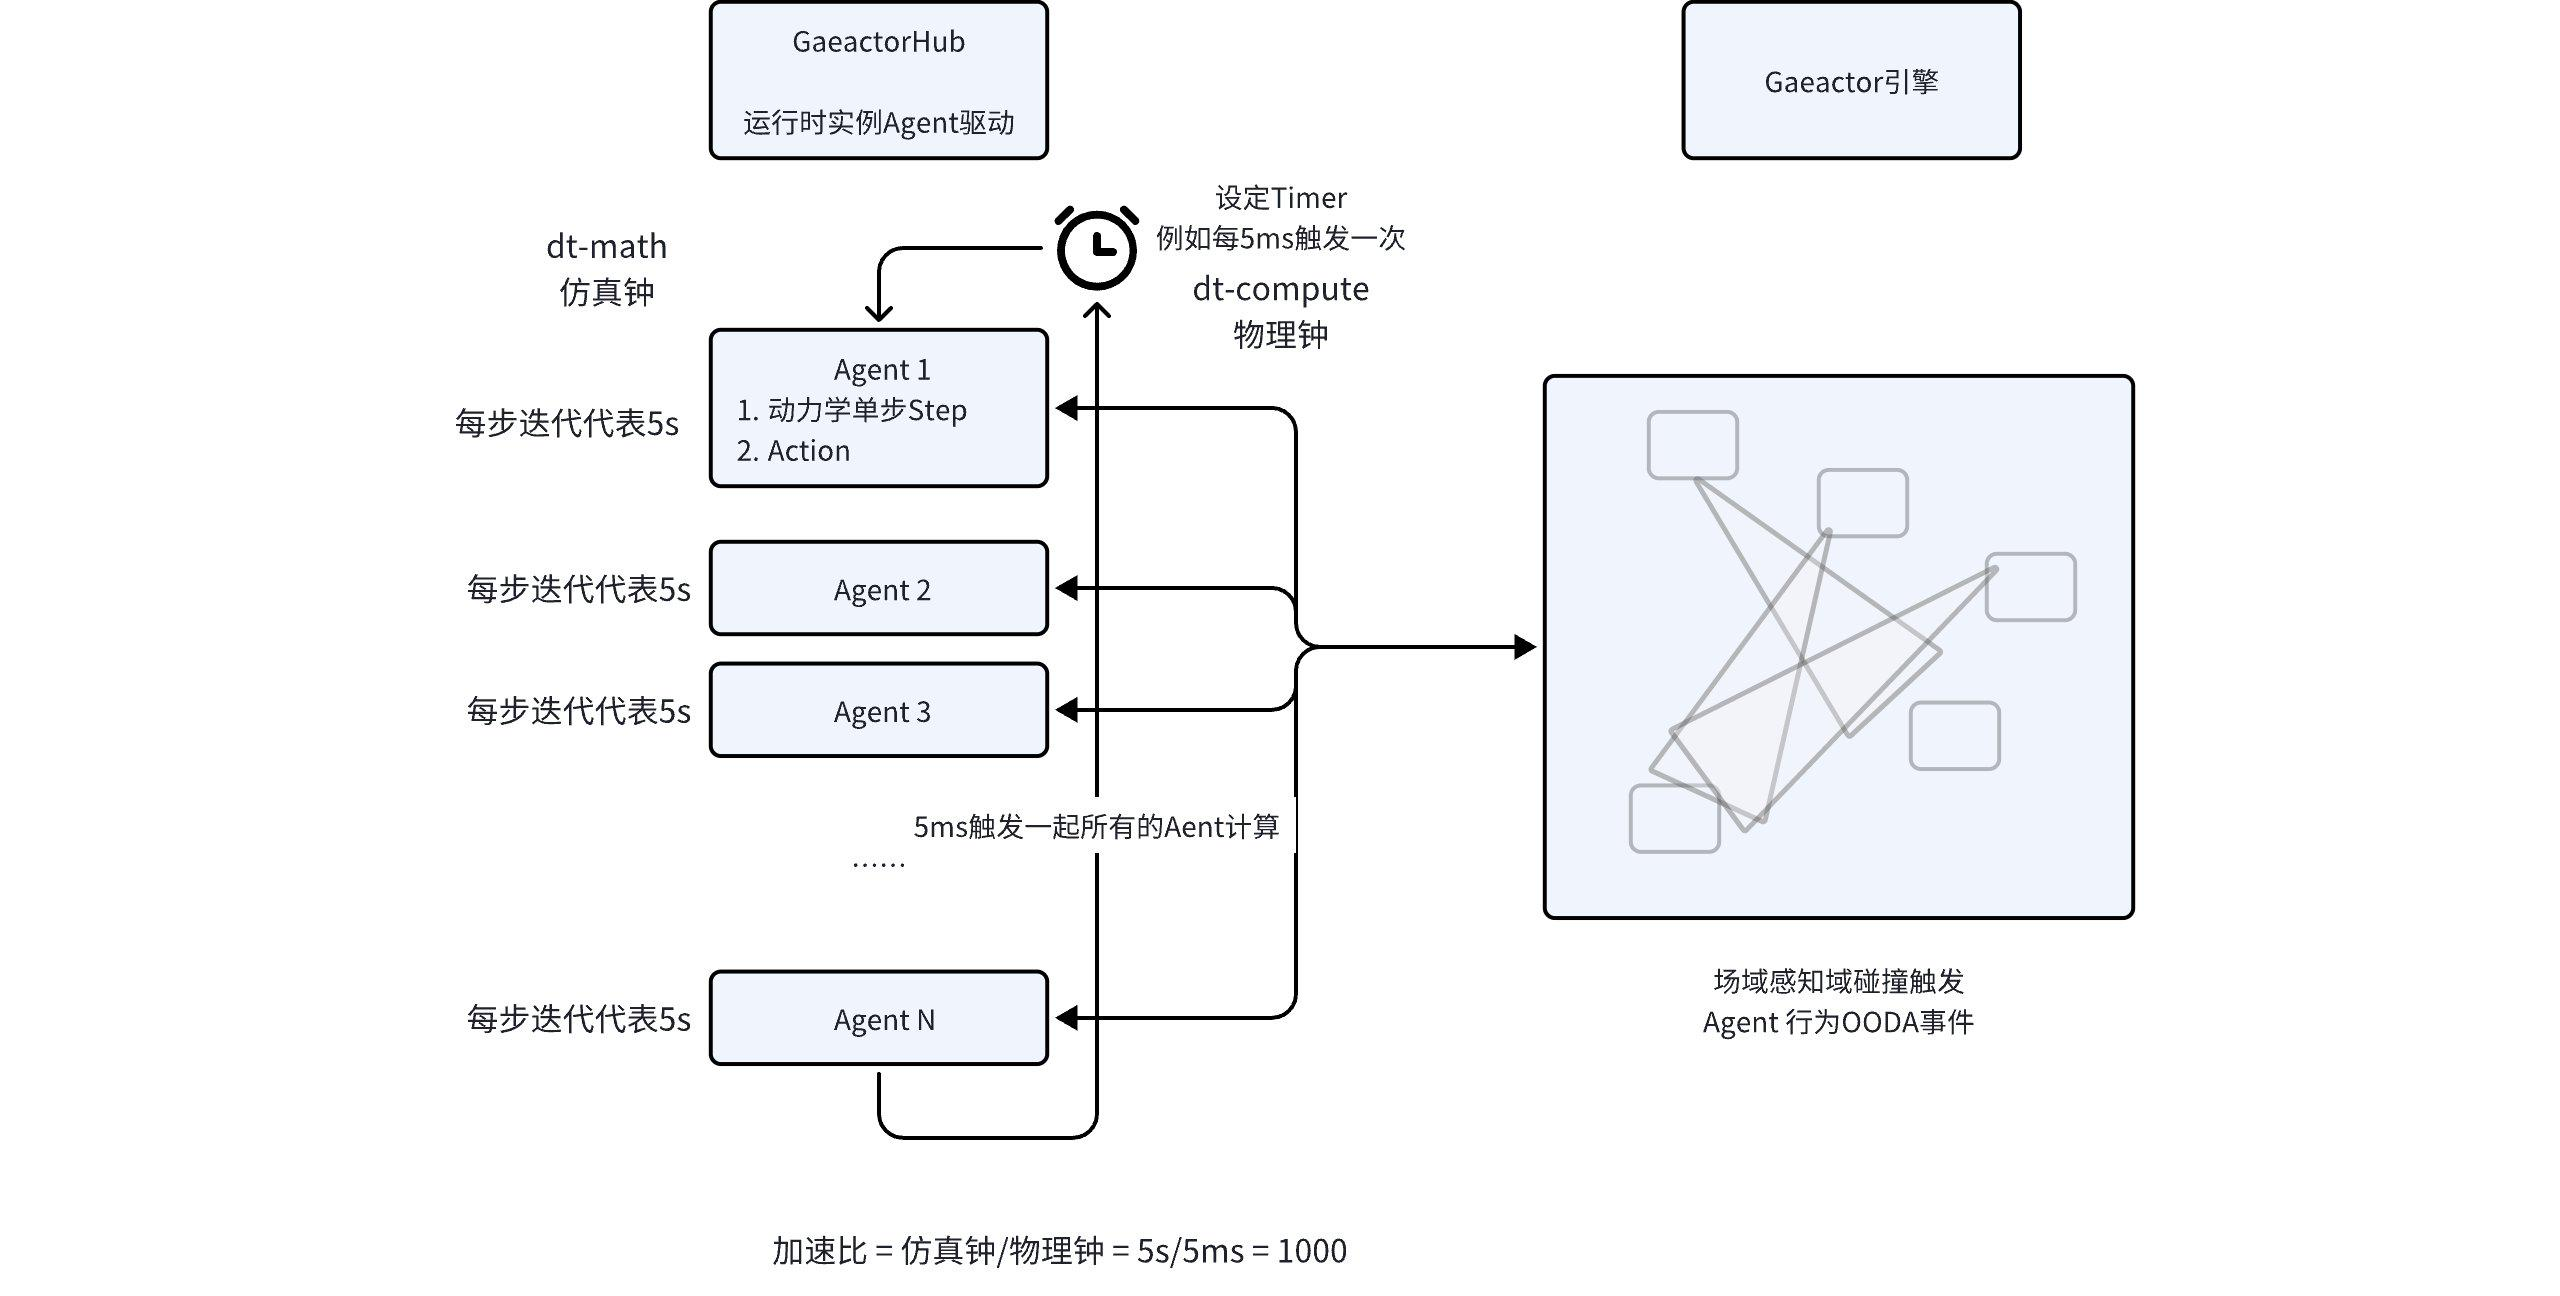 GaeactorHub
运行时实例Agent驱动
Gaeactor引擎
设定Timer
例如每5ms触发一次
dt-compute
物理钟
dt-math
仿真钟
Agent 1
1. 动力学单步Step
2. Action
每步迭代代表5s
每步迭代代表5s
Agent 2
每步迭代代表5s
Agent 3
5ms触发一起所有的Aent计算
......
每步迭代代表5s
Agent N
场域感知域碰撞触发
Agent 行为OODA事件
加速比 = 仿真钟/物理钟 = 5s/5ms = 1000